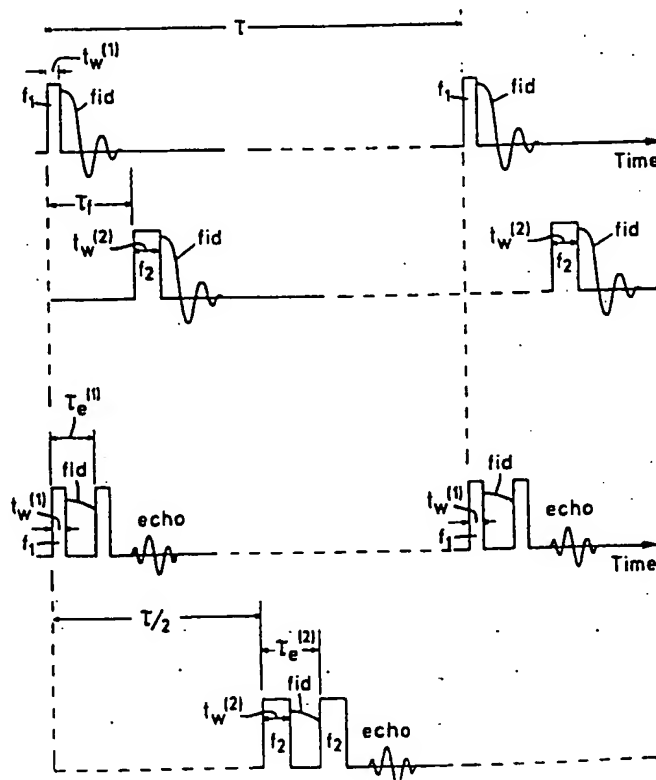 τ
t_w^(1)
f_1 fid
f_1 fid
Time
τ_f
t_w^(2) fid
f_2
t_w^(2) fid
f_2
τ_e^(1)
fid
t_w^(1)
f_1
echo
fid
t_w^(1)
f_1
echo
Time
τ/2
τ_e^(2)
fid
t_w^(2)
f_2 f_2
echo